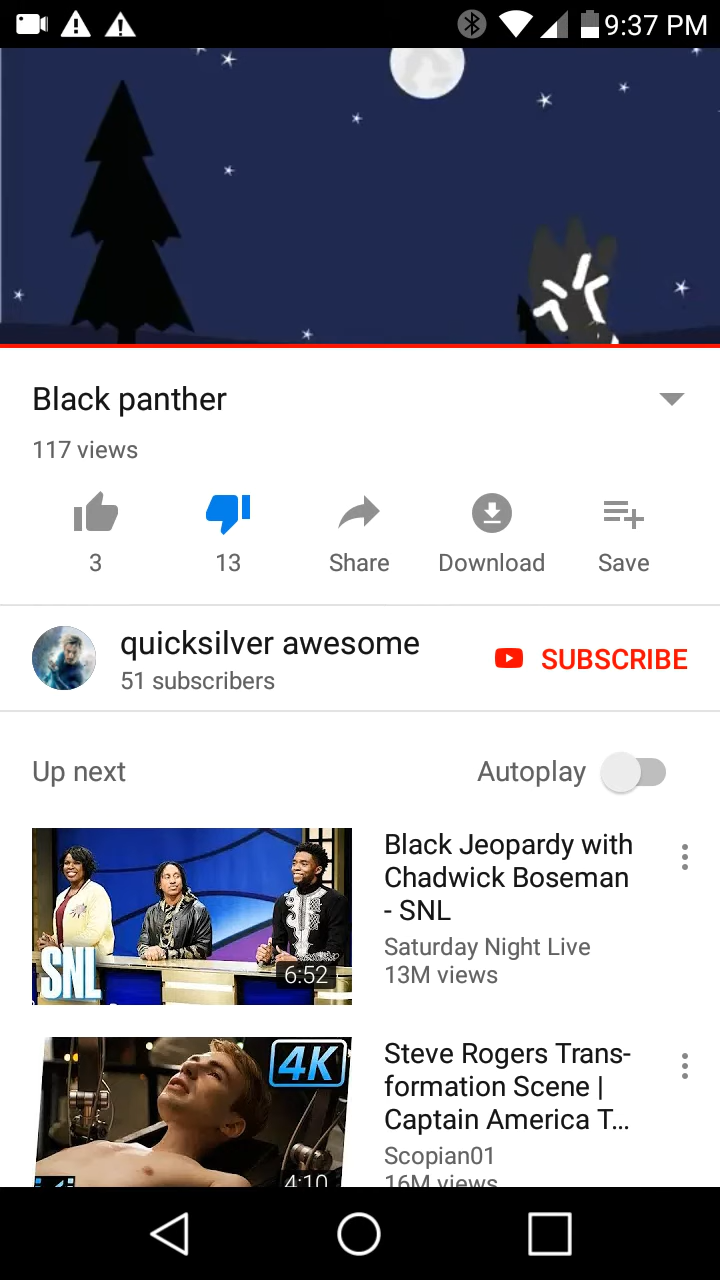 9:37 PM
Black panther
117 views
3
13
Share
Download
Save
quicksilver awesome
51 subscribers
SUBSCRIBE
Up next
Autoplay
SNL
6:52
Black Jeopardy with
Chadwick Boseman
- SNL
Saturday Night Live
13M views
4K
4:10
Steve Rogers Trans-
formation Scene |
Captain America T...
Scopian01
16M views